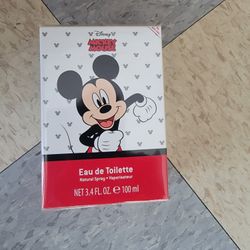 Disney
MICKEY
MOUSE
Eau de Toilette
Natural Spray • Vaporisateur
NET 3.4 FL. OZ. e 100 ml